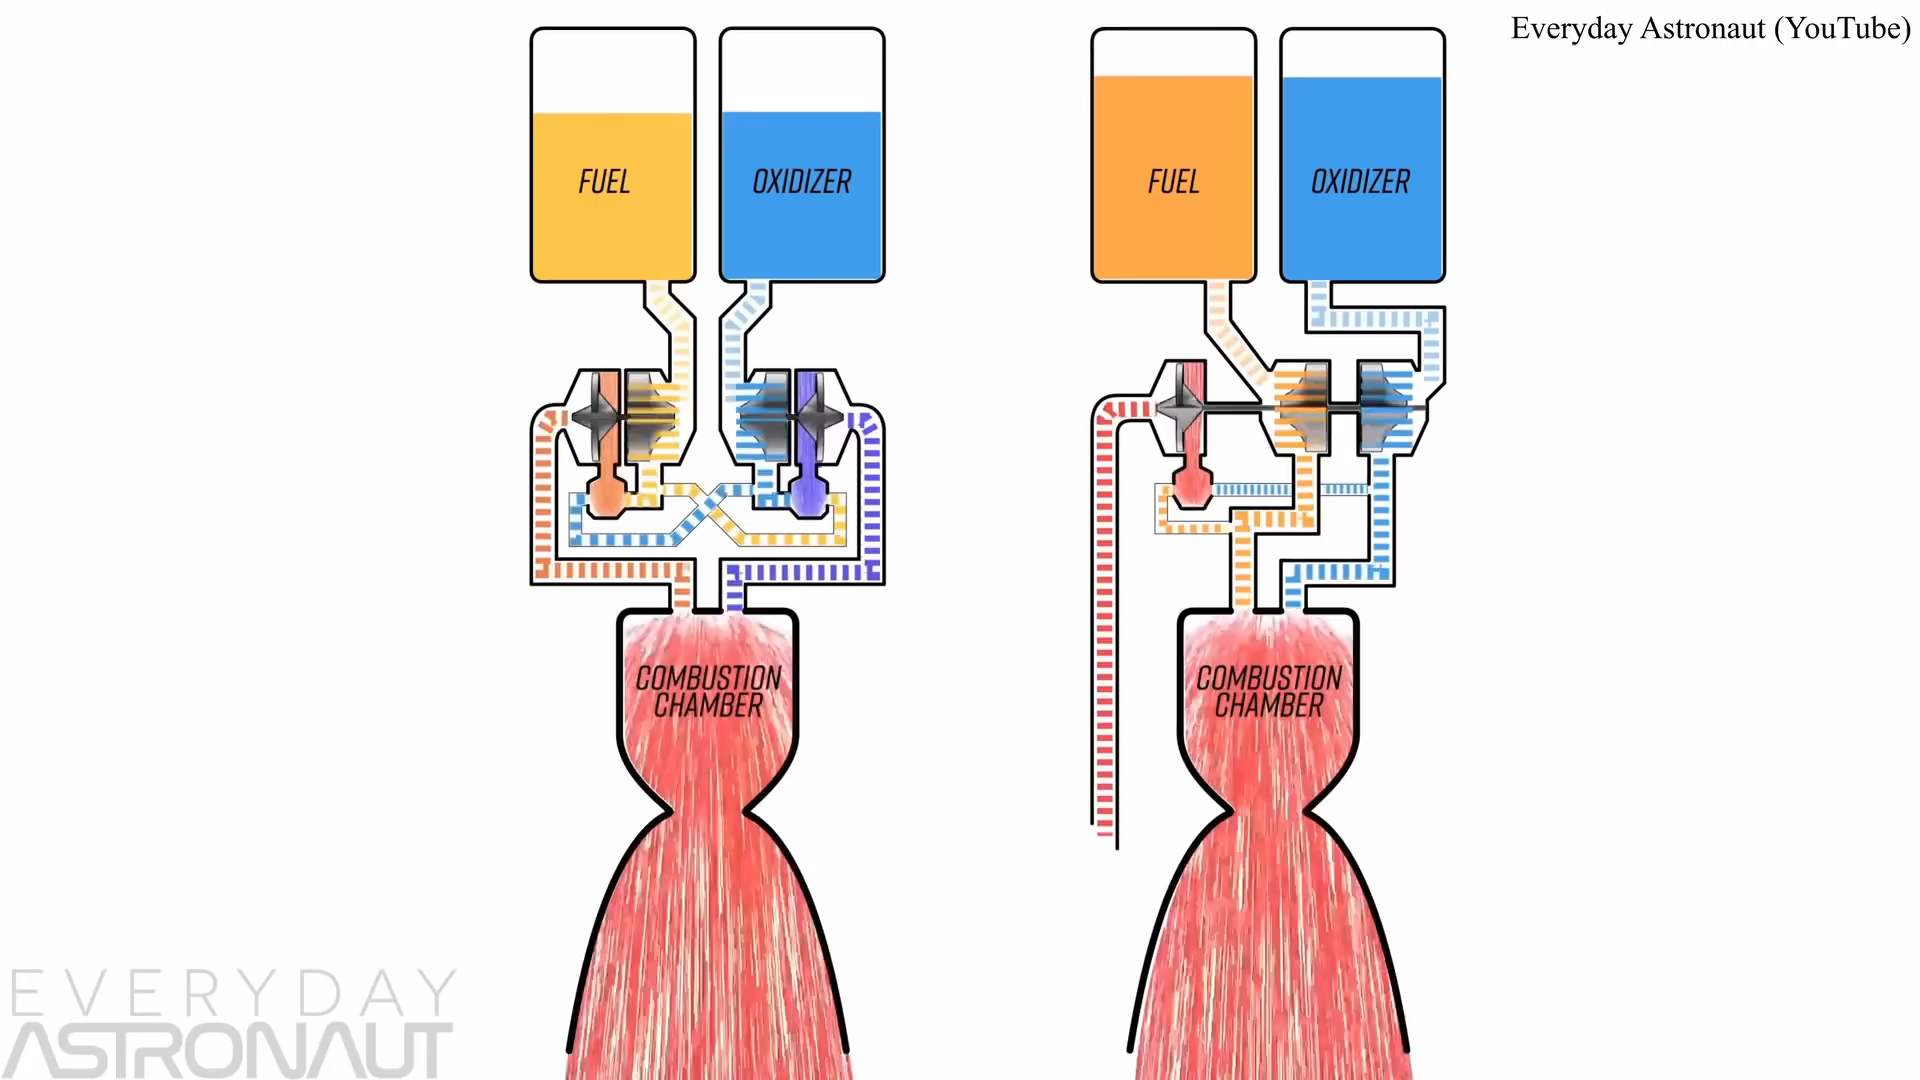 Everyday Astronaut (YouTube)
FUEL
OXIDIZER
FUEL
OXIDIZER
COMBUSTION
CHAMBER
COMBUSTION
CHAMBER
EVERYDAY
ASTRONAUT